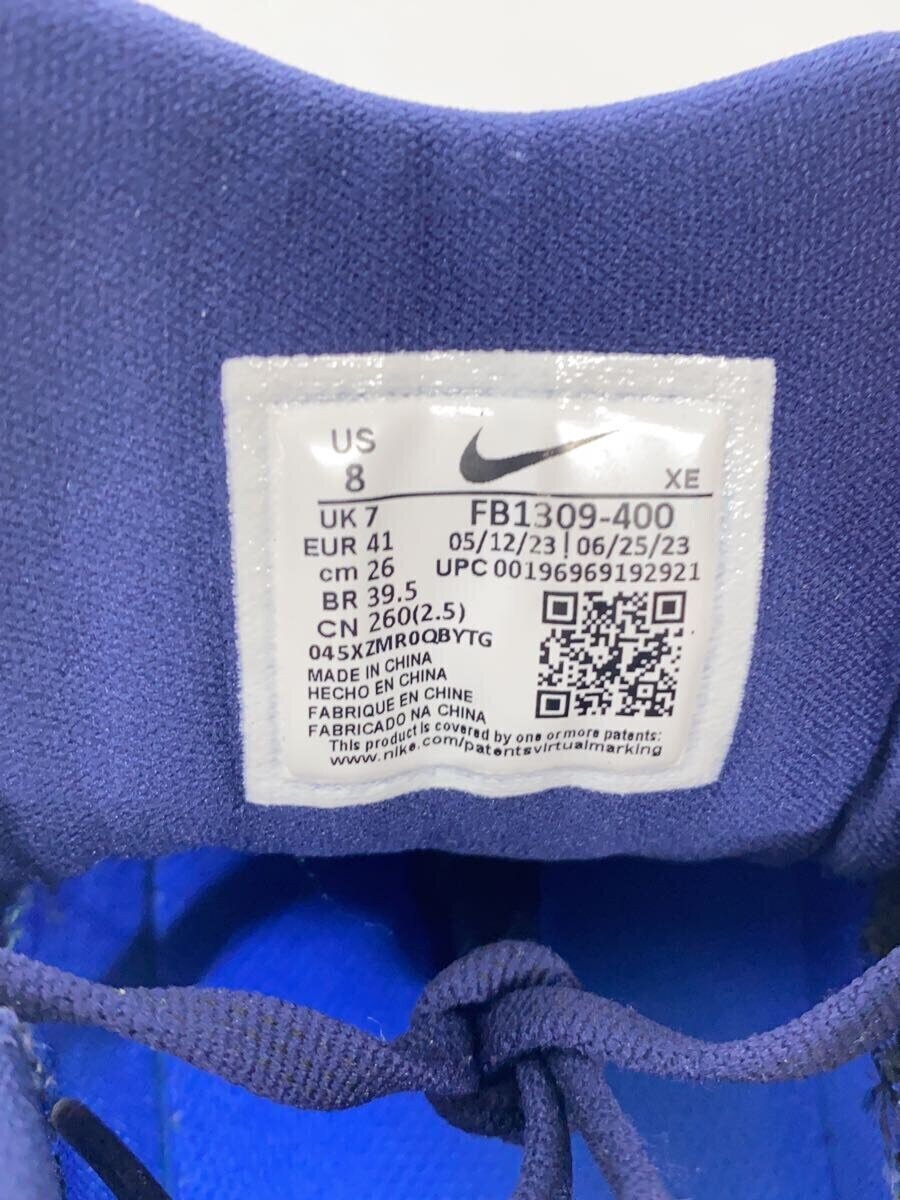 US
8
XE
UK 7
FB1309-400
EUR 41
05/12/23 | 06/25/23
cm 26
UPC 00196969192921
BR 39.5
CN 260(2.5)
045XZMR0QBYTG
MADE IN CHINA
HECHO EN CHINA
FABRIQUE EN CHINE
FABRICADO NA CHINA
This product is covered by one or more patents:
www.nike.com/patentsvirtualmarking